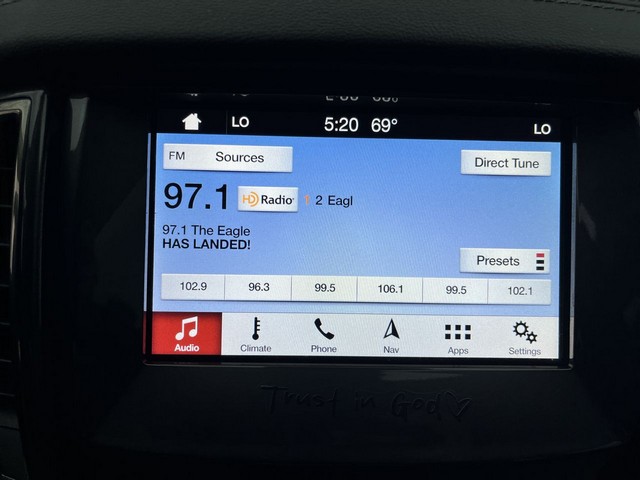 LO 5:20 69° LO
FM Sources Direct Tune
97.1 HD Radio 1 2 Eagl
97.1 The Eagle
HAS LANDED!
Presets
102.9 96.3 99.5 106.1 99.5 102.1
Audio Climate Phone Nav Apps Settings
Trust in God